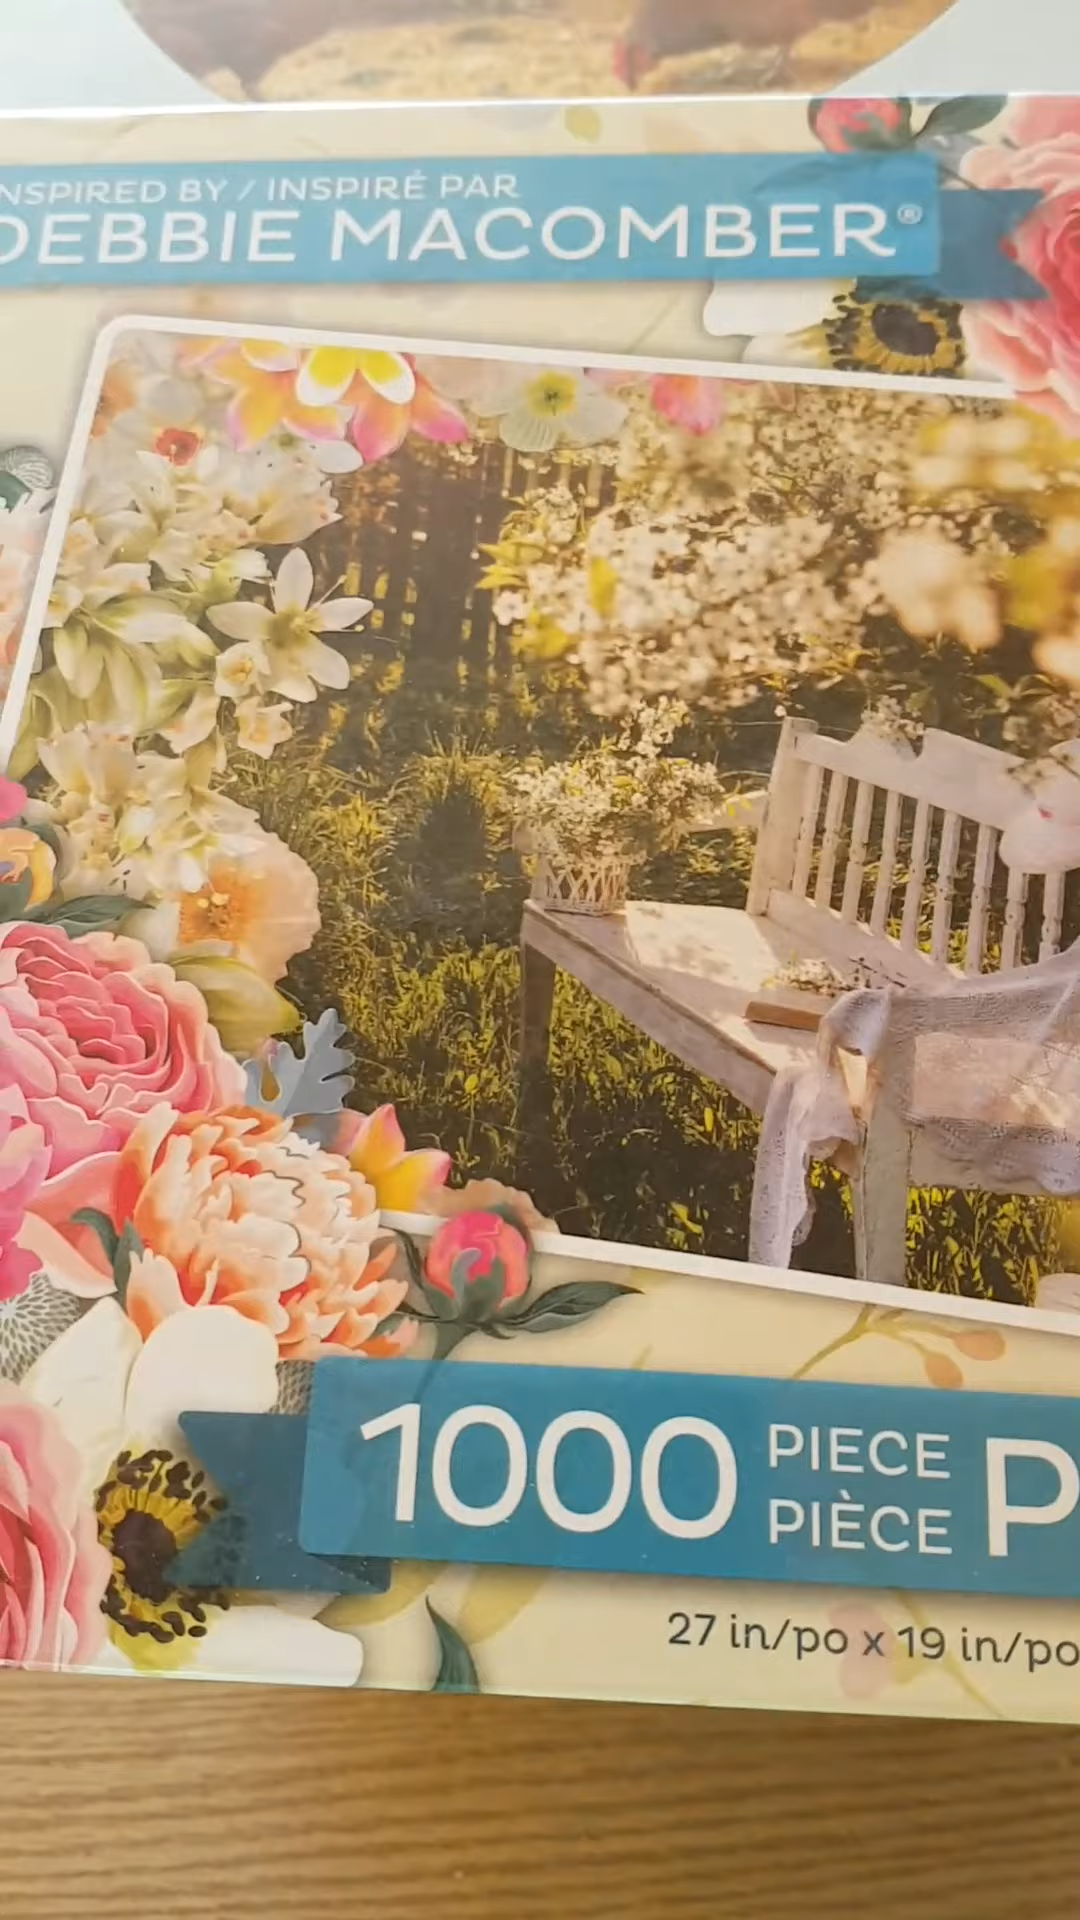 INSPIRED BY / INSPIRÉ PAR
DEBBIE MACOMBER®
1000 PIECE P
PIÈCE
27 in/po x 19 in/po